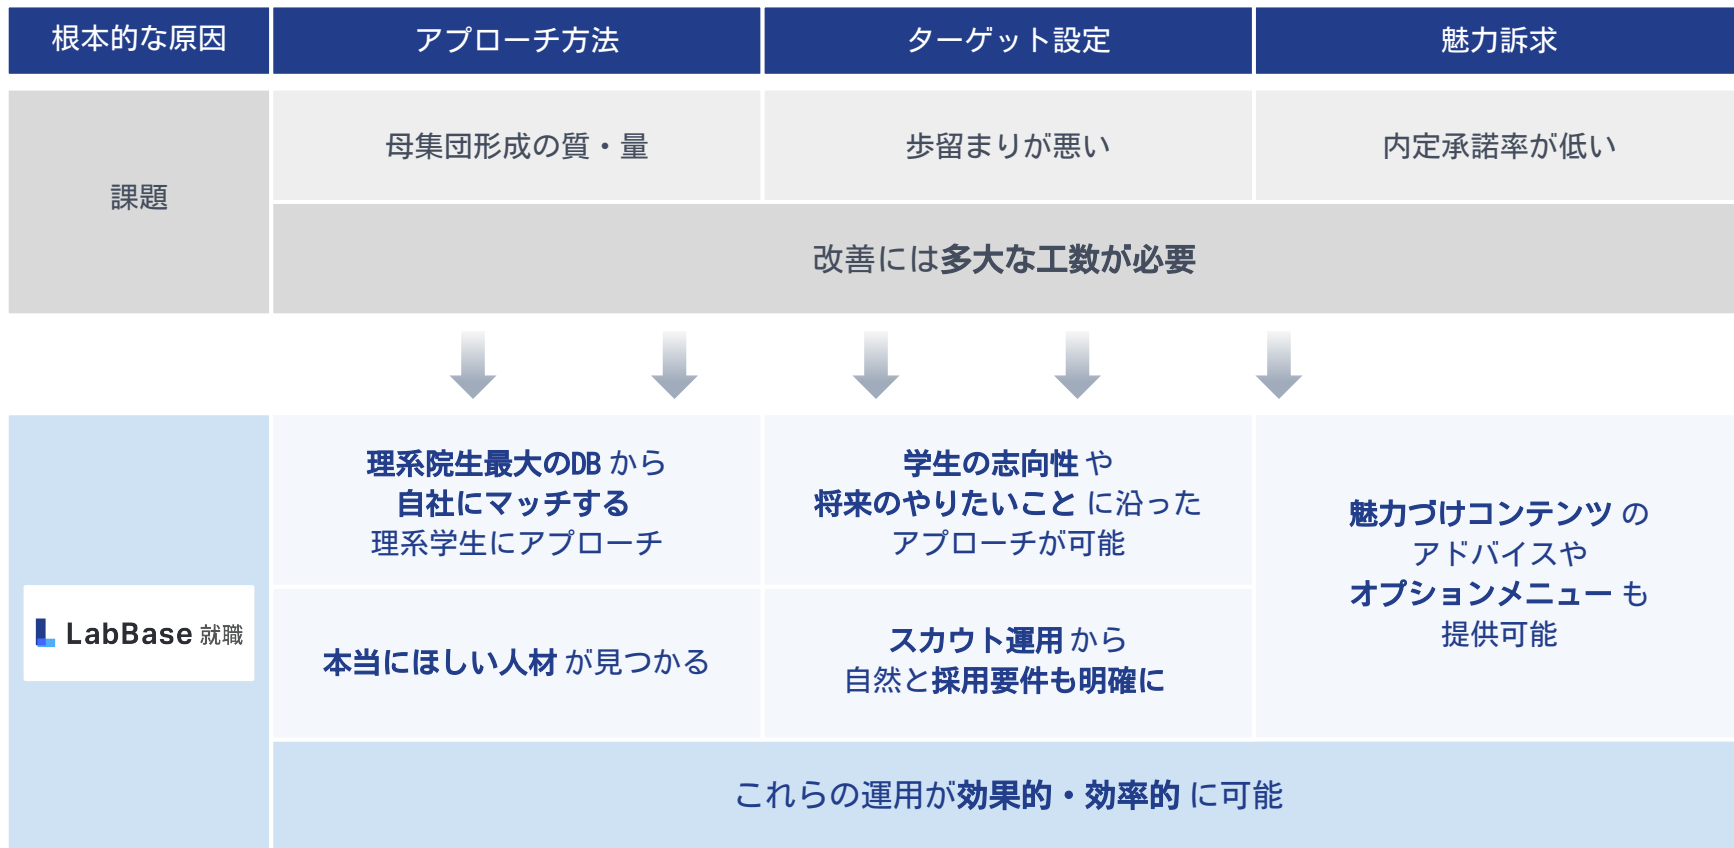 根本的な原因
アプローチ方法
ターゲット設定
魅力訴求
課題
母集団形成の質・量
歩留まりが悪い
内定承諾率が低い
改善には多大な工数が必要
LabBase 就職
理系院生最大のDB から
自社にマッチする
理系学生にアプローチ
学生の志向性 や
将来のやりたいこと に沿った
アプローチが可能
魅力づけコンテンツ の
アドバイスや
オプションメニュー も
提供可能
本当にほしい人材 が見つかる
スカウト運用 から
自然と採用要件も明確に
これらの運用が効果的・効率的 に可能